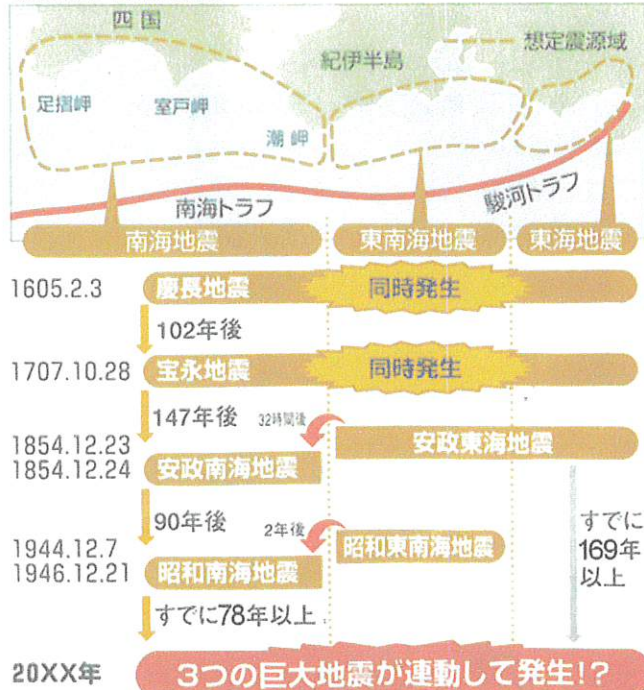 四国
想定震源域
紀伊半島
足摺岬
室戸岬
潮岬
南海トラフ
駿河トラフ
南海地震
東南海地震
東海地震
1605.2.3
慶長地震
同時発生
102年後
1707.10.28
宝永地震
同時発生
147年後
32時間後
1854.12.23
安政東海地震
1854.12.24
安政南海地震
90年後
2年後
すでに
169年
以上
1944.12.7
昭和東南海地震
1946.12.21
昭和南海地震
すでに78年以上
20XX年
3つの巨大地震が連動して発生!?